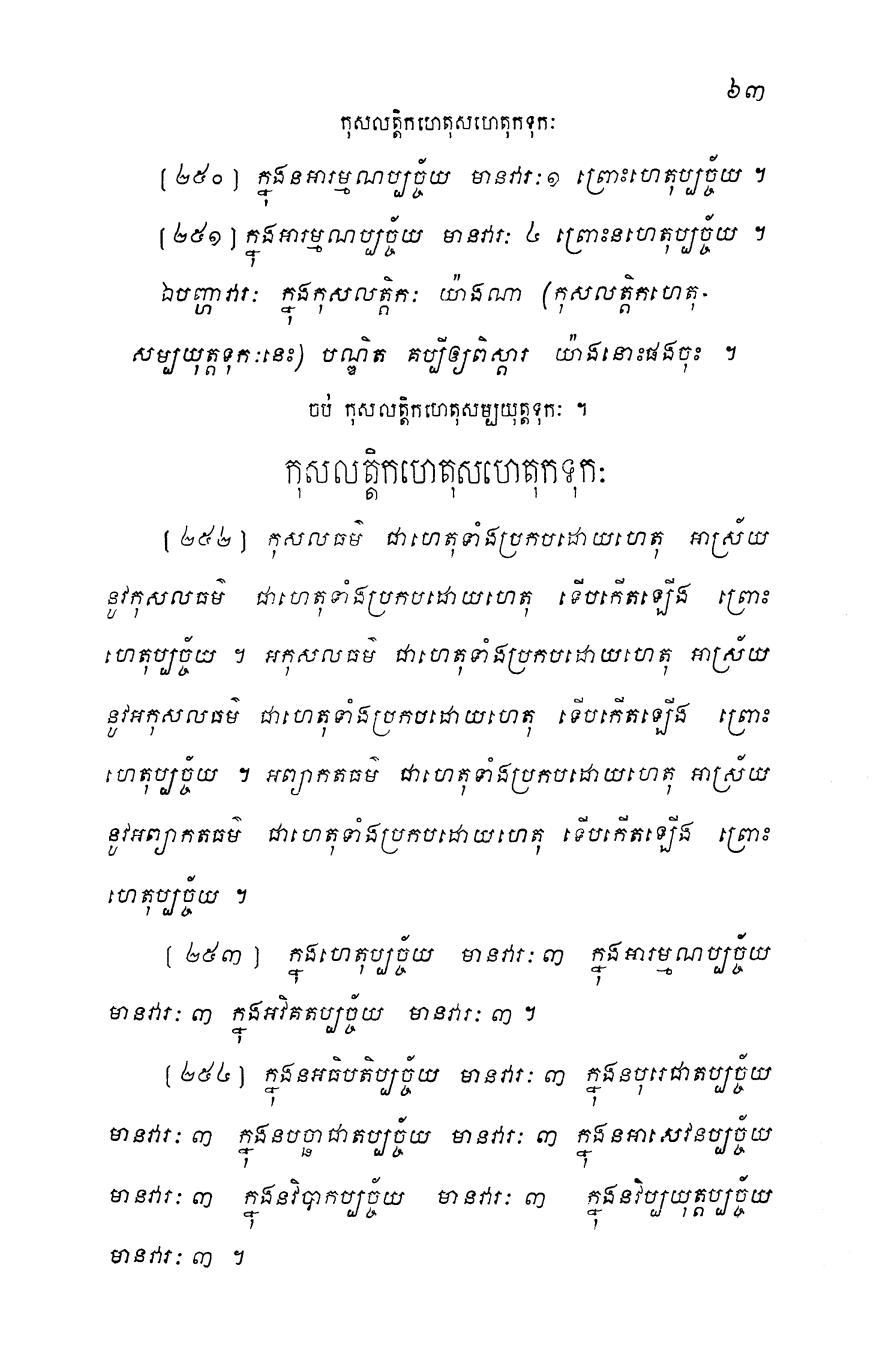 ៦៣
កុសលត្តិកហេតុសហេតុកទុកៈ
[២៥០] ក្នុងនអារម្មណប្បច្ច័យ មានវារៈ១ ព្រោះហេតុប្បច្ច័យ ។
[២៥១] ក្នុងអារម្មណប្បច្ច័យ មានវារៈ ៤ ព្រោះនហេតុប្បច្ច័យ ។
ឯបញ្ហាវារៈ ក្នុងកុសលត្តិកៈ យ៉ាងណា (កុសលត្តិកហេតុ-
សម្បយុត្តទុកៈនេះ) បណ្ឌិត គប្បីឲ្យពិស្តារ យ៉ាងនោះផងចុះ ។
ចប់ កុសលត្តិកហេតុសម្បយុត្តទុកៈ ។
កុសលត្តិកហេតុសហេតុកទុកៈ
[២៥២] កុសលធម៌ ជាហេតុទាំងប្រកបដោយហេតុ អាស្រ័យ
នូវកុសលធម៌ ជាហេតុទាំងប្រកបដោយហេតុ ទើបកើតឡើង ព្រោះ
ហេតុប្បច្ច័យ ។ អកុសលធម៌ ជាហេតុទាំងប្រកបដោយហេតុ អាស្រ័យ
នូវអកុសលធម៌ ជាហេតុទាំងប្រកបដោយហេតុ ទើបកើតឡើង ព្រោះ
ហេតុប្បច្ច័យ ។ អព្យាកតធម៌ ជាហេតុទាំងប្រកបដោយហេតុ អាស្រ័យ
នូវអព្យាកតធម៌ ជាហេតុទាំងប្រកបដោយហេតុ ទើបកើតឡើង ព្រោះ
ហេតុប្បច្ច័យ ។
[២៥៣] ក្នុងហេតុប្បច្ច័យ មានវារៈ ៣ ក្នុងអារម្មណប្បច្ច័យ
មានវារៈ ៣ ក្នុងអវិគតប្បច្ច័យ មានវារៈ ៣ ។
[២៥៤] ក្នុងនអធិបតិប្បច្ច័យ មានវារៈ ៣ ក្នុងនបុរេជាតប្បច្ច័យ
មានវារៈ ៣ ក្នុងនបច្ឆាជាតប្បច្ច័យ មានវារៈ ៣ ក្នុងនអាសេវនប្បច្ច័យ
មានវារៈ ៣ ក្នុងនវិបាកប្បច្ច័យ មានវារៈ ៣ ក្នុងនវិប្បយុត្តប្បច្ច័យ
មានវារៈ ៣ ។